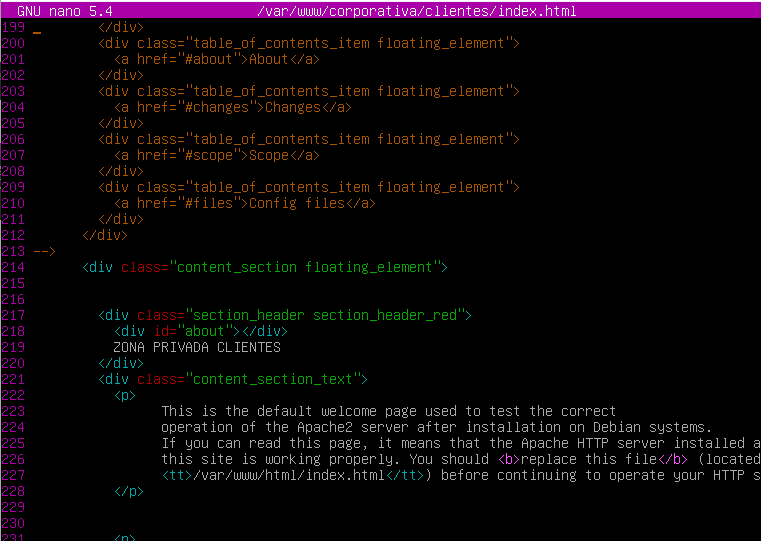 GNU nano 5.4 /var/www/corporativa/clientes/index.html
199 </div>
200 <div class="table_of_contents_item floating_element">
201 <a href="#about">About</a>
202 </div>
203 <div class="table_of_contents_item floating_element">
204 <a href="#changes">Changes</a>
205 </div>
206 <div class="table_of_contents_item floating_element">
207 <a href="#scope">Scope</a>
208 </div>
209 <div class="table_of_contents_item floating_element">
210 <a href="#files">Config files</a>
211 </div>
212 </div>
213 -->
214 <div class="content_section floating_element">
215
216
217 <div class="section_header section_header_red">
218 <div id="about"></div>
219 ZONA PRIVADA CLIENTES
220 </div>
221 <div class="content_section_text">
222 <p>
223 This is the default welcome page used to test the correct
224 operation of the Apache2 server after installation on Debian systems.
225 If you can read this page, it means that the Apache HTTP server installed a
226 this site is working properly. You should <b>replace this file</b> (located
227 <tt>/var/www/html/index.html</tt>) before continuing to operate your HTTP s
228 </p>
229
230
231 <p>